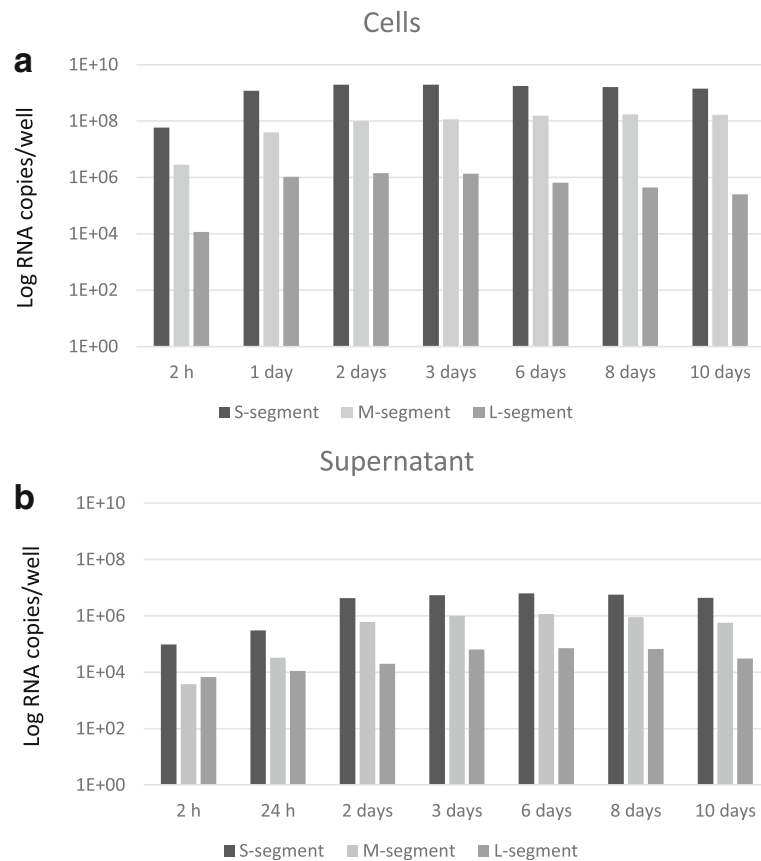 Cells
a
Log RNA copies/well
1E+10
1E+08
1E+06
1E+04
1E+02
1E+00
2 h 1 day 2 days 3 days 6 days 8 days 10 days
S-segment M-segment L-segment
Supernatant
b
Log RNA copies/well
1E+10
1E+08
1E+06
1E+04
1E+02
1E+00
2 h 24 h 2 days 3 days 6 days 8 days 10 days
S-segment M-segment L-segment